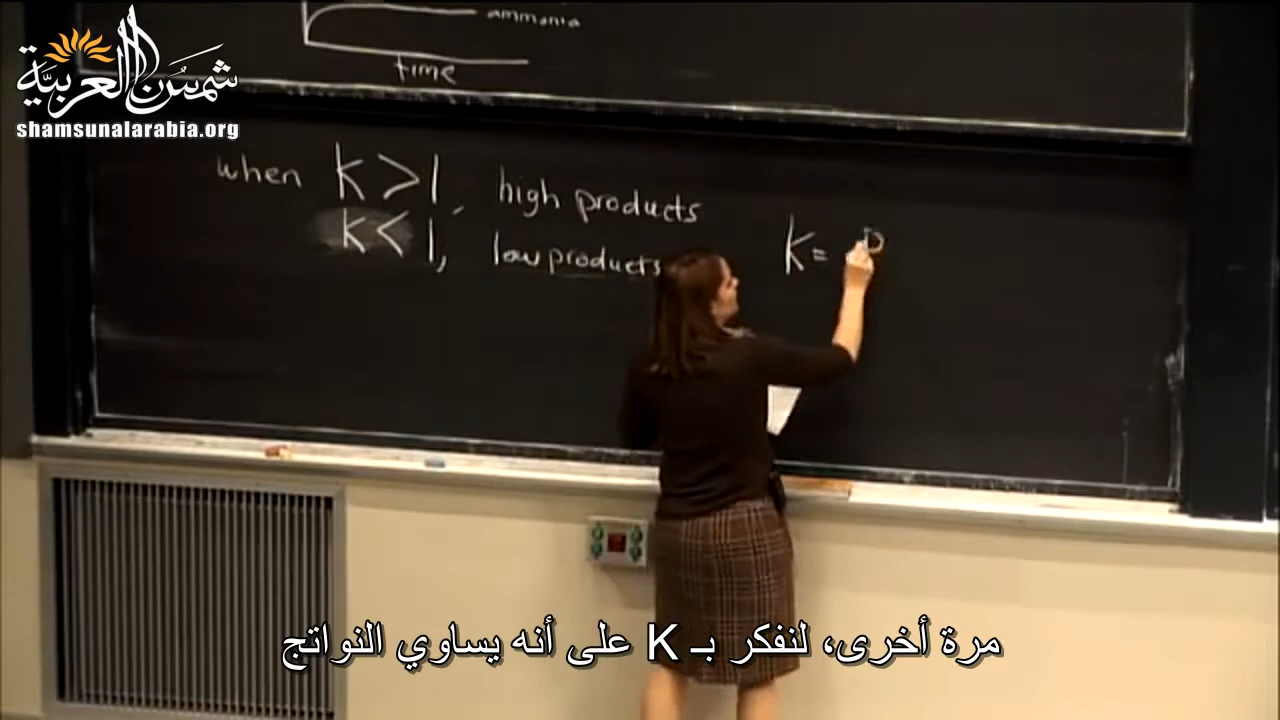 ammonia
time
شمس العربية
shamsunalarabia.org
when K > 1, high products
K < 1, low products
K = P
مرة أخرى، لنفكر بـ K على أنه يساوي النواتج